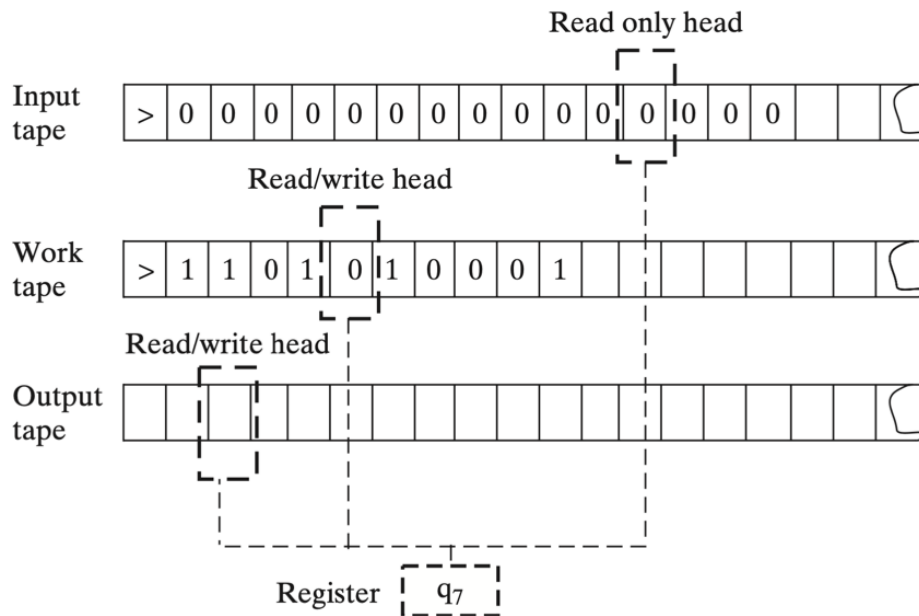 Read only head
Input tape
> 0 0 0 0 0 0 0 0 0 0 0 0 0 0 0
Read/write head
Work tape
> 1 1 0 1 0 1 0 0 0 1
Read/write head
Output tape
Register q₇